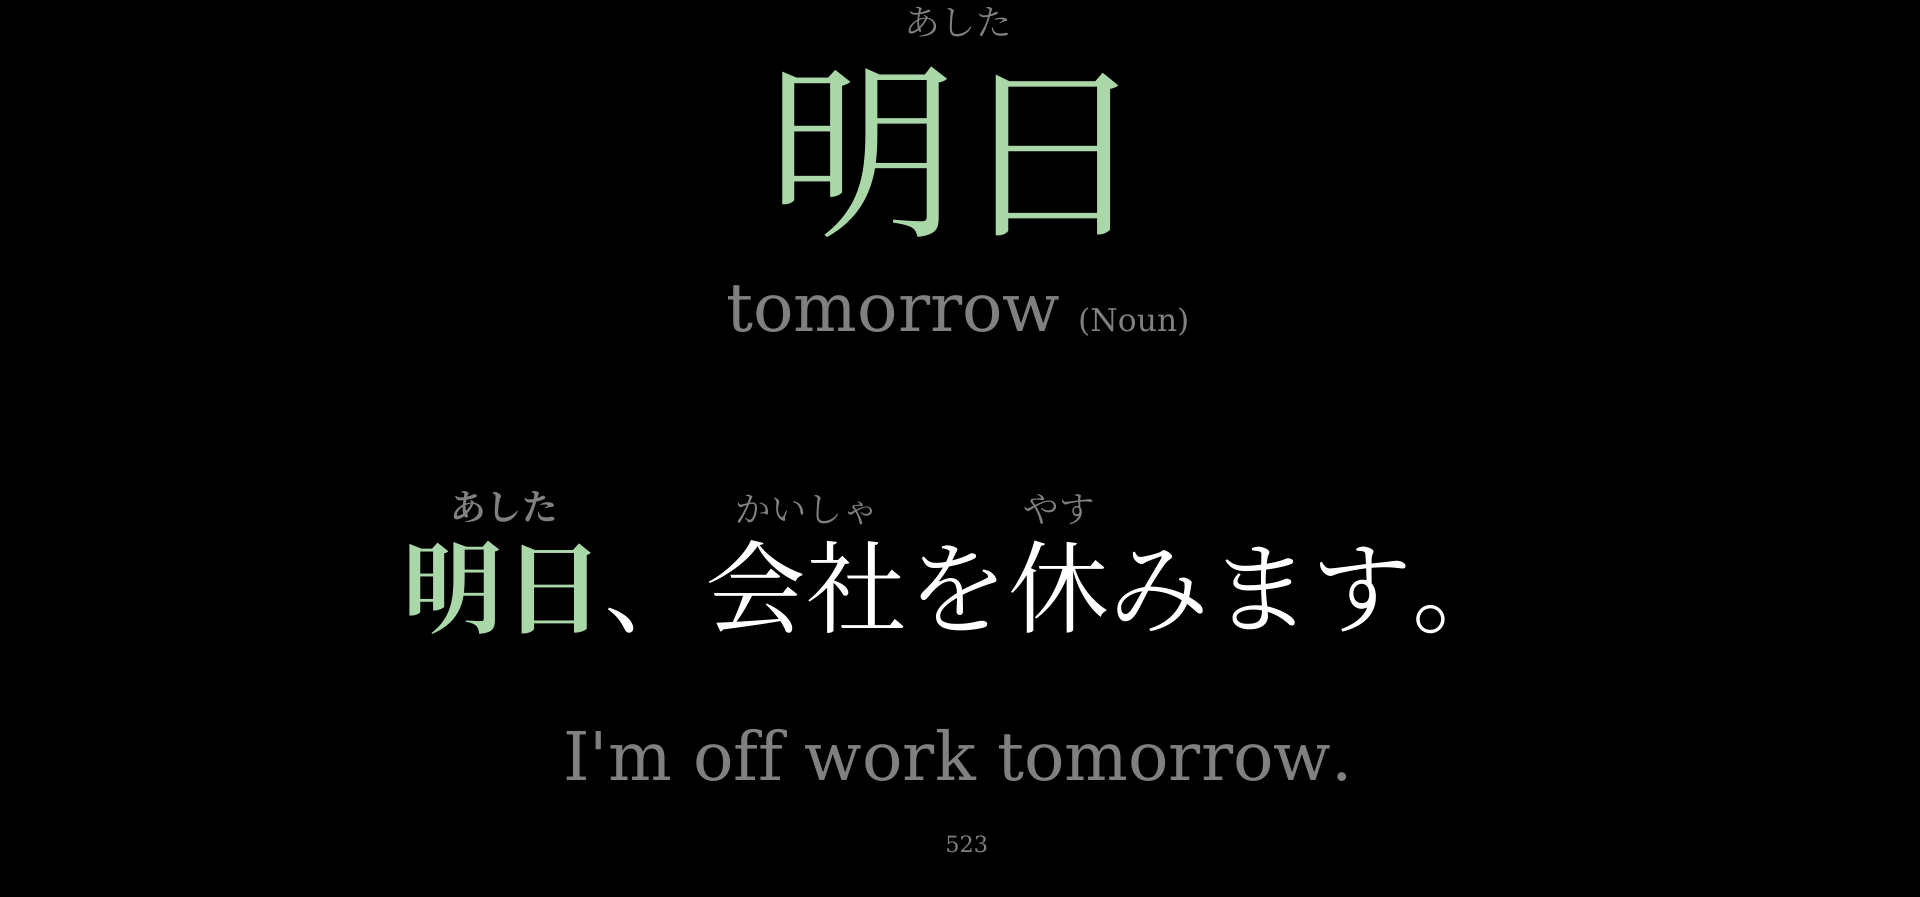 あした
明日
tomorrow (Noun)
あした かいしゃ やす
明日、会社を休みます。
I'm off work tomorrow.
523